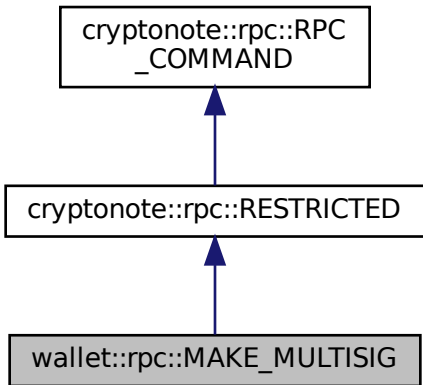 cryptonote::rpc::RPC
_COMMAND
cryptonote::rpc::RESTRICTED
wallet::rpc::MAKE_MULTISIG